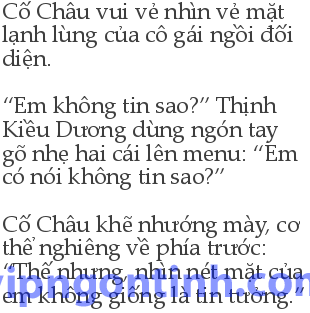 Cố Châu vui vẻ nhìn vẻ mặt
lạnh lùng của cô gái ngồi đối
diện.
“Em không tin sao?” Thịnh
Kiều Dương dùng ngón tay
gõ nhẹ hai cái lên menu: “Em
có nói không tin sao?”
Cố Châu khẽ nhướng mày, cơ
thể nghiêng về phía trước:
“Thế nhưng, nhìn nét mặt của
em không giống là tin tưởng.”
vipngontinh.com